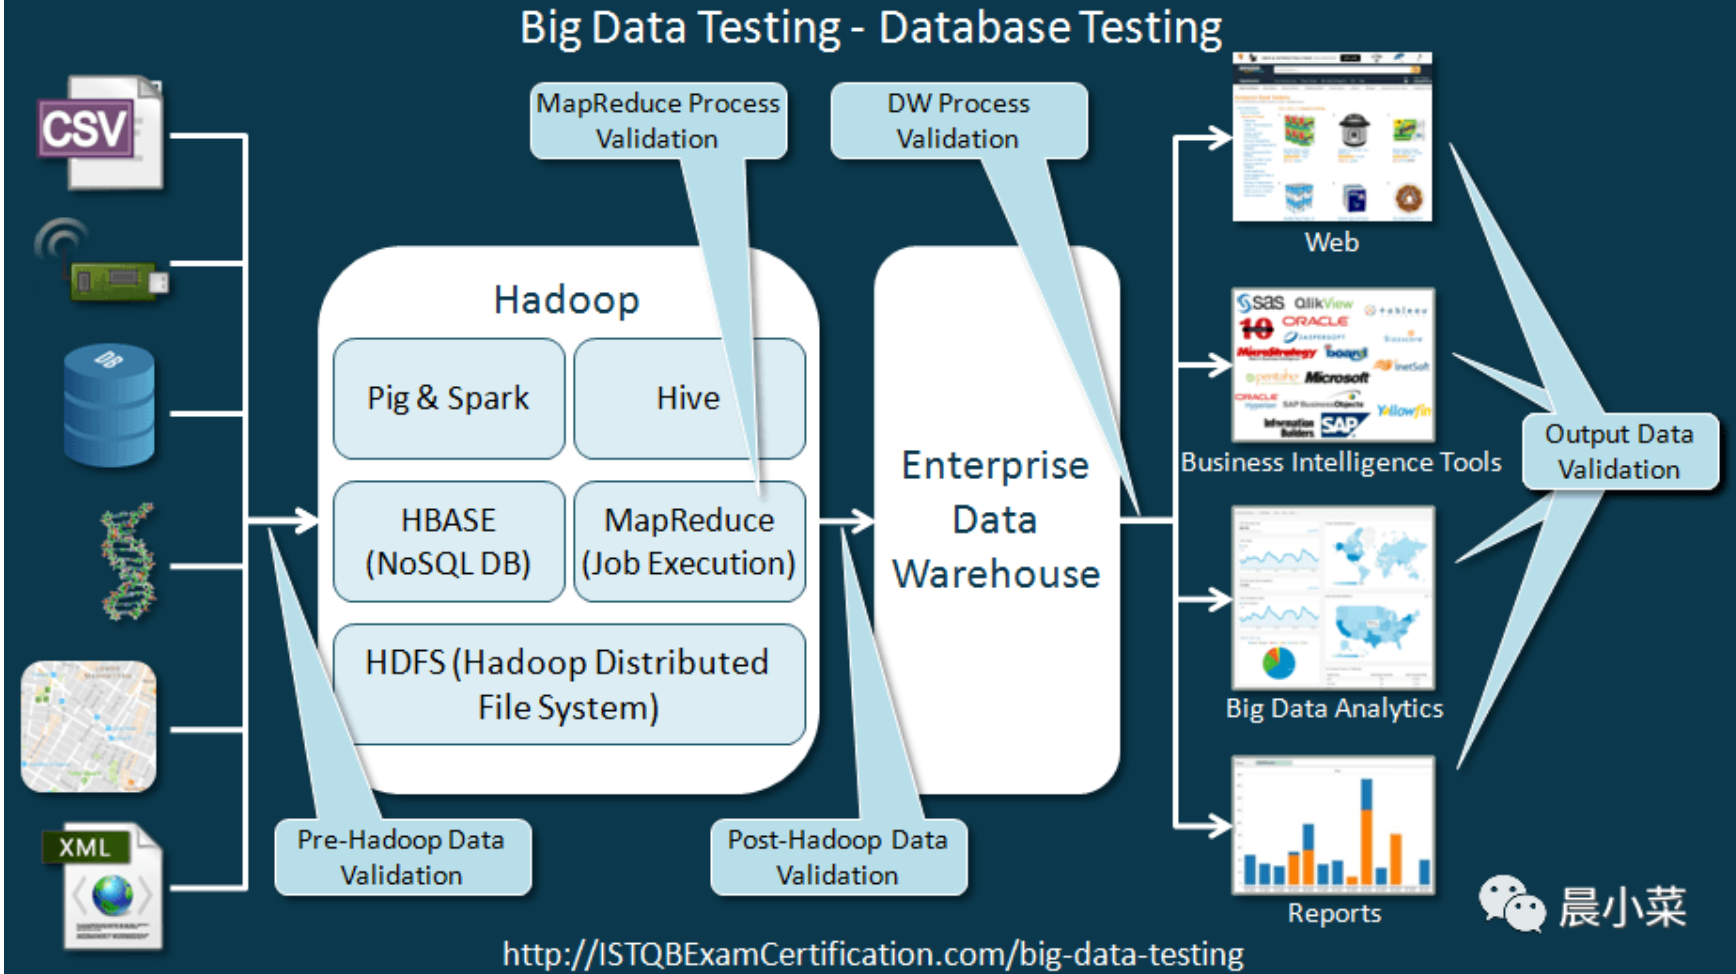 Big Data Testing - Database Testing
CSV
MapReduce Process
Validation
DW Process
Validation
Web
DB
Hadoop
Pig & Spark
Hive
HBASE
(NoSQL DB)
MapReduce
(Job Execution)
HDFS (Hadoop Distributed
File System)
Enterprise
Data
Warehouse
sas
QlikView
+ableau
10
ORACLE
JASPERSOFT
Bizzscore
MicroStrategy
board
InetSoft
pentaho
Microsoft
ORACLE
Hyperion
SAP BusinessObjects
Yellowfin
Information
Builders
SAP
Business Intelligence Tools
Output Data
Validation
Big Data Analytics
XML
Pre-Hadoop Data
Validation
Post-Hadoop Data
Validation
Reports
晨小菜
http://ISTQBExamCertification.com/big-data-testing